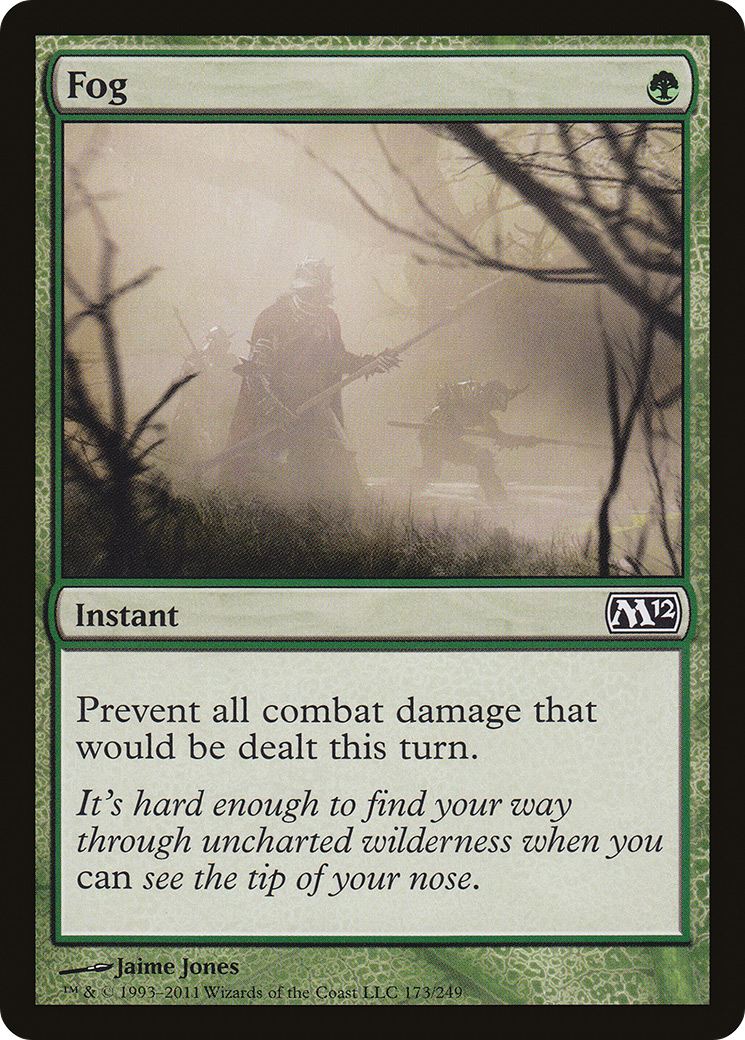 Fog
Instant
M12
Prevent all combat damage that
would be dealt this turn.
It's hard enough to find your way
through uncharted wilderness when you
can see the tip of your nose.
Jaime Jones
™ & © 1993–2011 Wizards of the Coast LLC 173/249